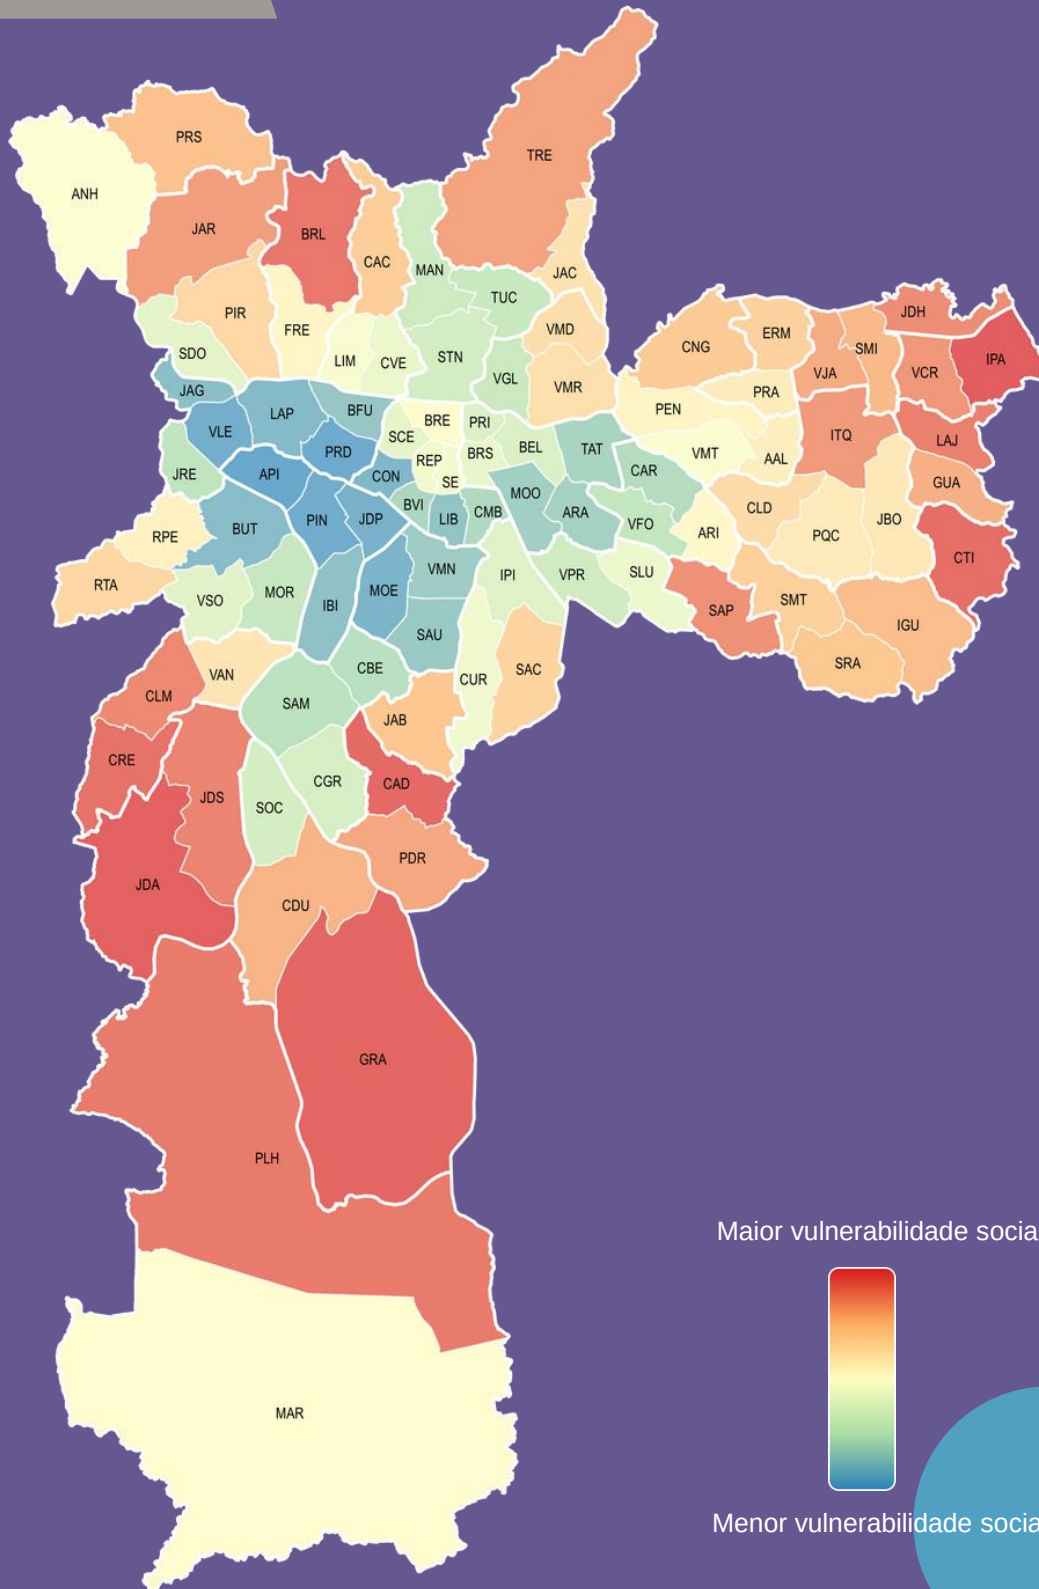 PRS
TRE
ANH
JAR
BRL
CAC
MAN
JAC
TUC
PIR
FRE
VMD
JDH
ERM
CNG
SMI
SDO
LIM
CVE
STN
IPA
VJA
VCR
VGL
VMR
JAG
PRA
PEN
LAP
BFU
BRE
PRI
VLE
SCE
ITQ
LAJ
PRD
BRS
BEL
TAT
VMT
AAL
REP
JRE
API
CON
SE
CAR
GUA
MOO
BVI
LIB
CMB
ARA
CLD
PIN
JDP
VFO
JBO
BUT
ARI
RPE
PQC
CTI
VMN
IPI
VPR
SLU
RTA
MOR
MOE
VSO
IBI
SMT
SAP
IGU
SAU
CBE
SRA
VAN
CUR
SAC
CLM
SAM
JAB
CRE
CGR
CAD
JDS
SOC
PDR
JDA
CDU
GRA
PLH
Maior vulnerabilidade socia
MAR
Menor vulnerabilidade socia